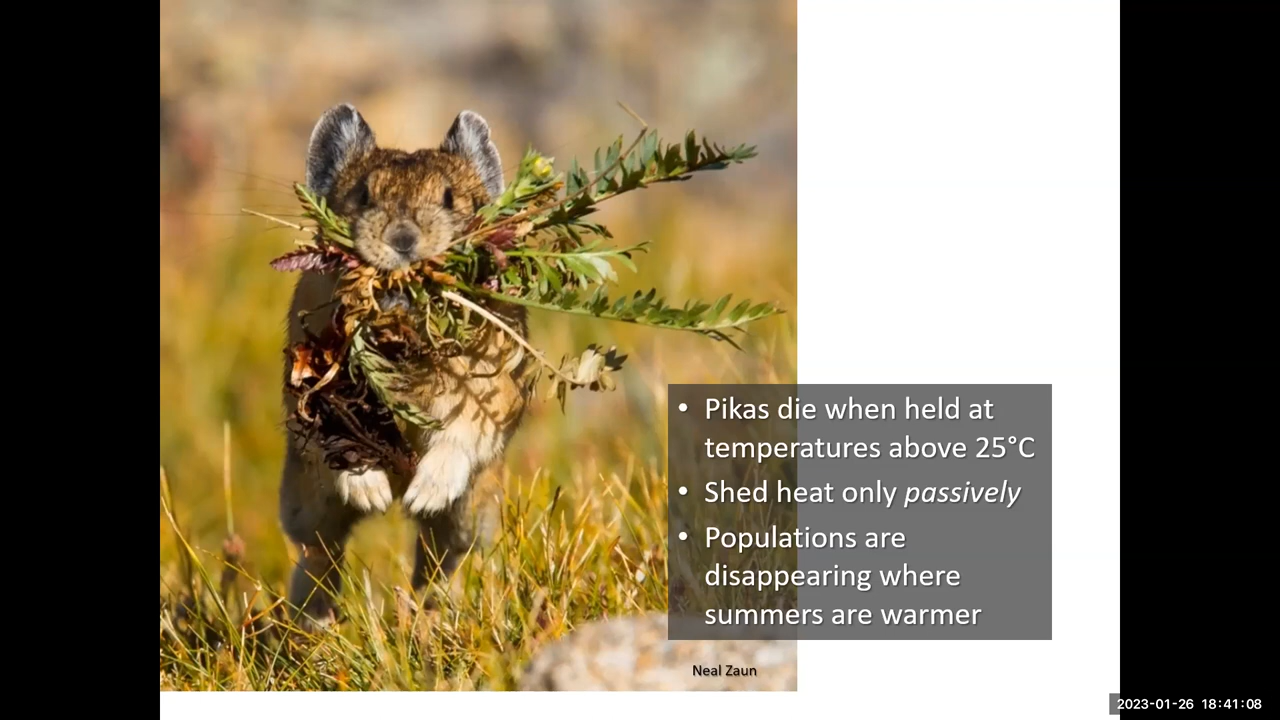 • Pikas die when held at
temperatures above 25°C
• Shed heat only passively
• Populations are
disappearing where
summers are warmer
Neal Zaun
2023-01-26 18:41:08